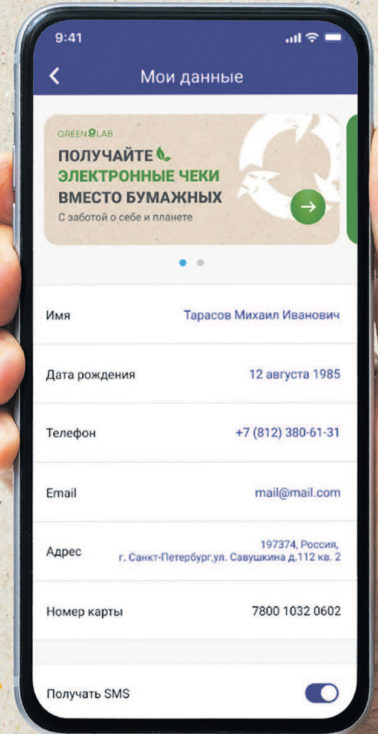 9:41
Мои данные
GREEN LAB
ПОЛУЧАЙТЕ
ЭЛЕКТРОННЫЕ ЧЕКИ
ВМЕСТО БУМАЖНЫХ
С заботой о себе и планете
Имя Тарасов Михаил Иванович
Дата рождения 12 августа 1985
Телефон +7 (812) 380-61-31
Email mail@mail.com
Адрес 197374, Россия,
г. Санкт-Петербург,ул. Савушкина д.112 кв. 2
Номер карты 7800 1032 0602
Получать SMS